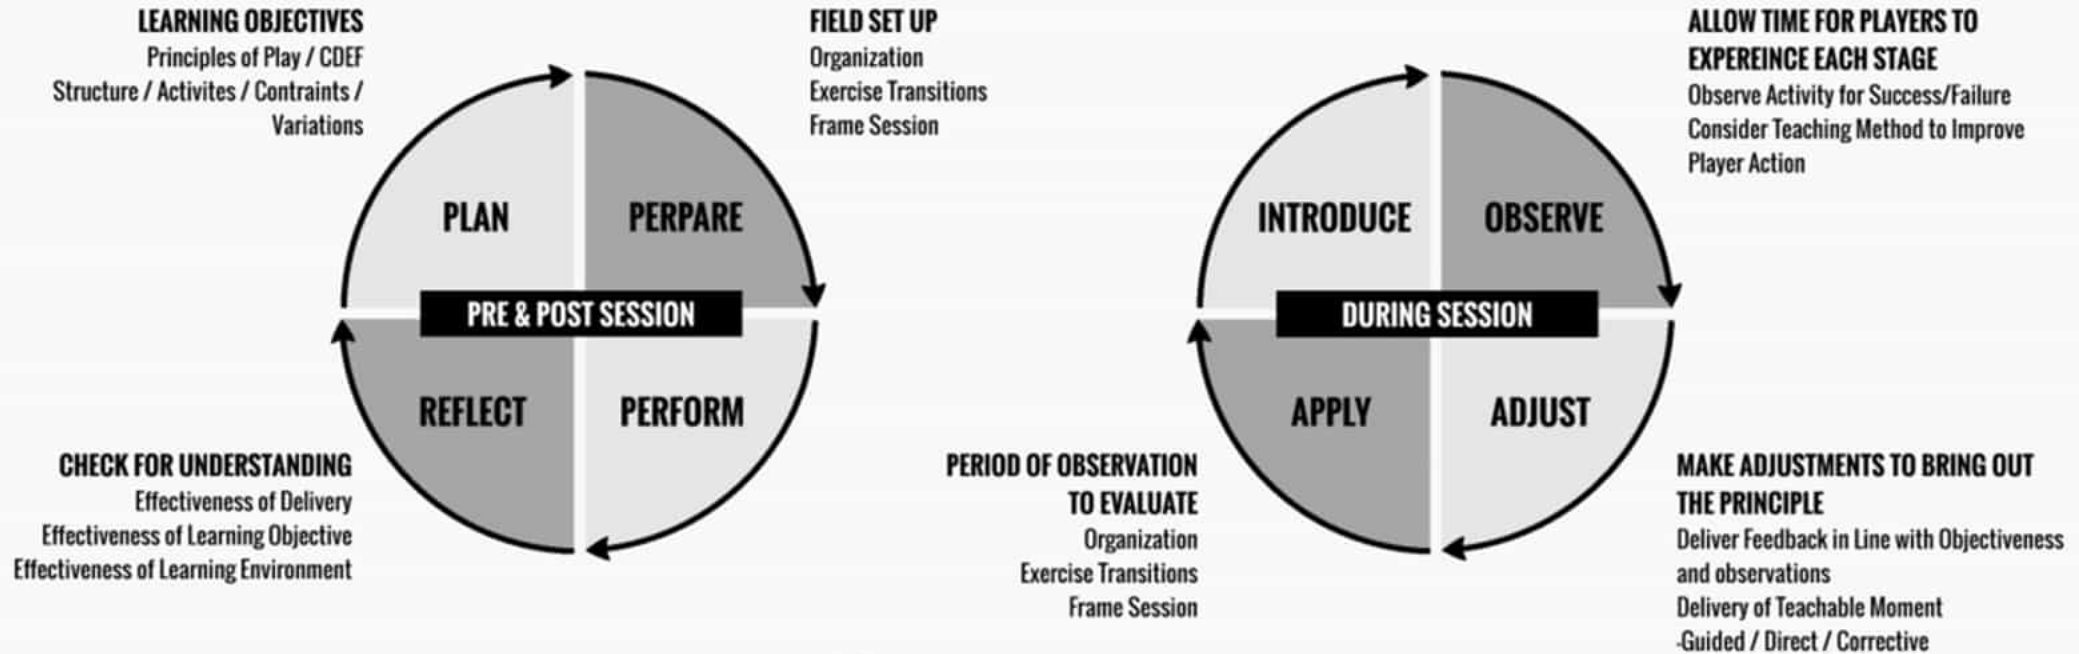 LEARNING OBJECTIVES
Principles of Play / CDEF
Structure / Activites / Contraints /
Variations
FIELD SET UP
Organization
Exercise Transitions
Frame Session
PLAN
PERPARE
PRE & POST SESSION
REFLECT
PERFORM
CHECK FOR UNDERSTANDING
Effectiveness of Delivery
Effectiveness of Learning Objective
Effectiveness of Learning Environment
ALLOW TIME FOR PLAYERS TO
EXPEREINCE EACH STAGE
Observe Activity for Success/Failure
Consider Teaching Method to Improve
Player Action
INTRODUCE
OBSERVE
DURING SESSION
APPLY
ADJUST
PERIOD OF OBSERVATION
TO EVALUATE
Organization
Exercise Transitions
Frame Session
MAKE ADJUSTMENTS TO BRING OUT
THE PRINCIPLE
Deliver Feedback in Line with Objectiveness
and observations
Delivery of Teachable Moment
-Guided / Direct / Corrective